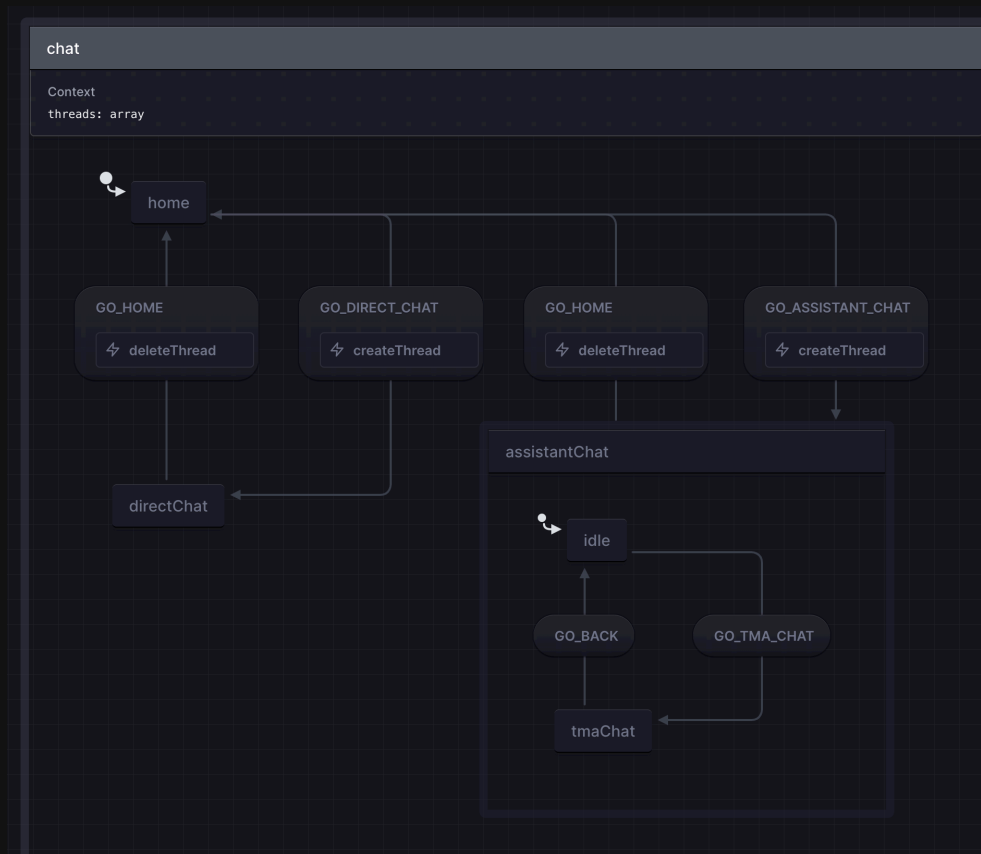 chat
Context
threads: array
home
GO_HOME
deleteThread
GO_DIRECT_CHAT
createThread
GO_HOME
deleteThread
GO_ASSISTANT_CHAT
createThread
assistantChat
directChat
idle
GO_BACK
GO_TMA_CHAT
tmaChat